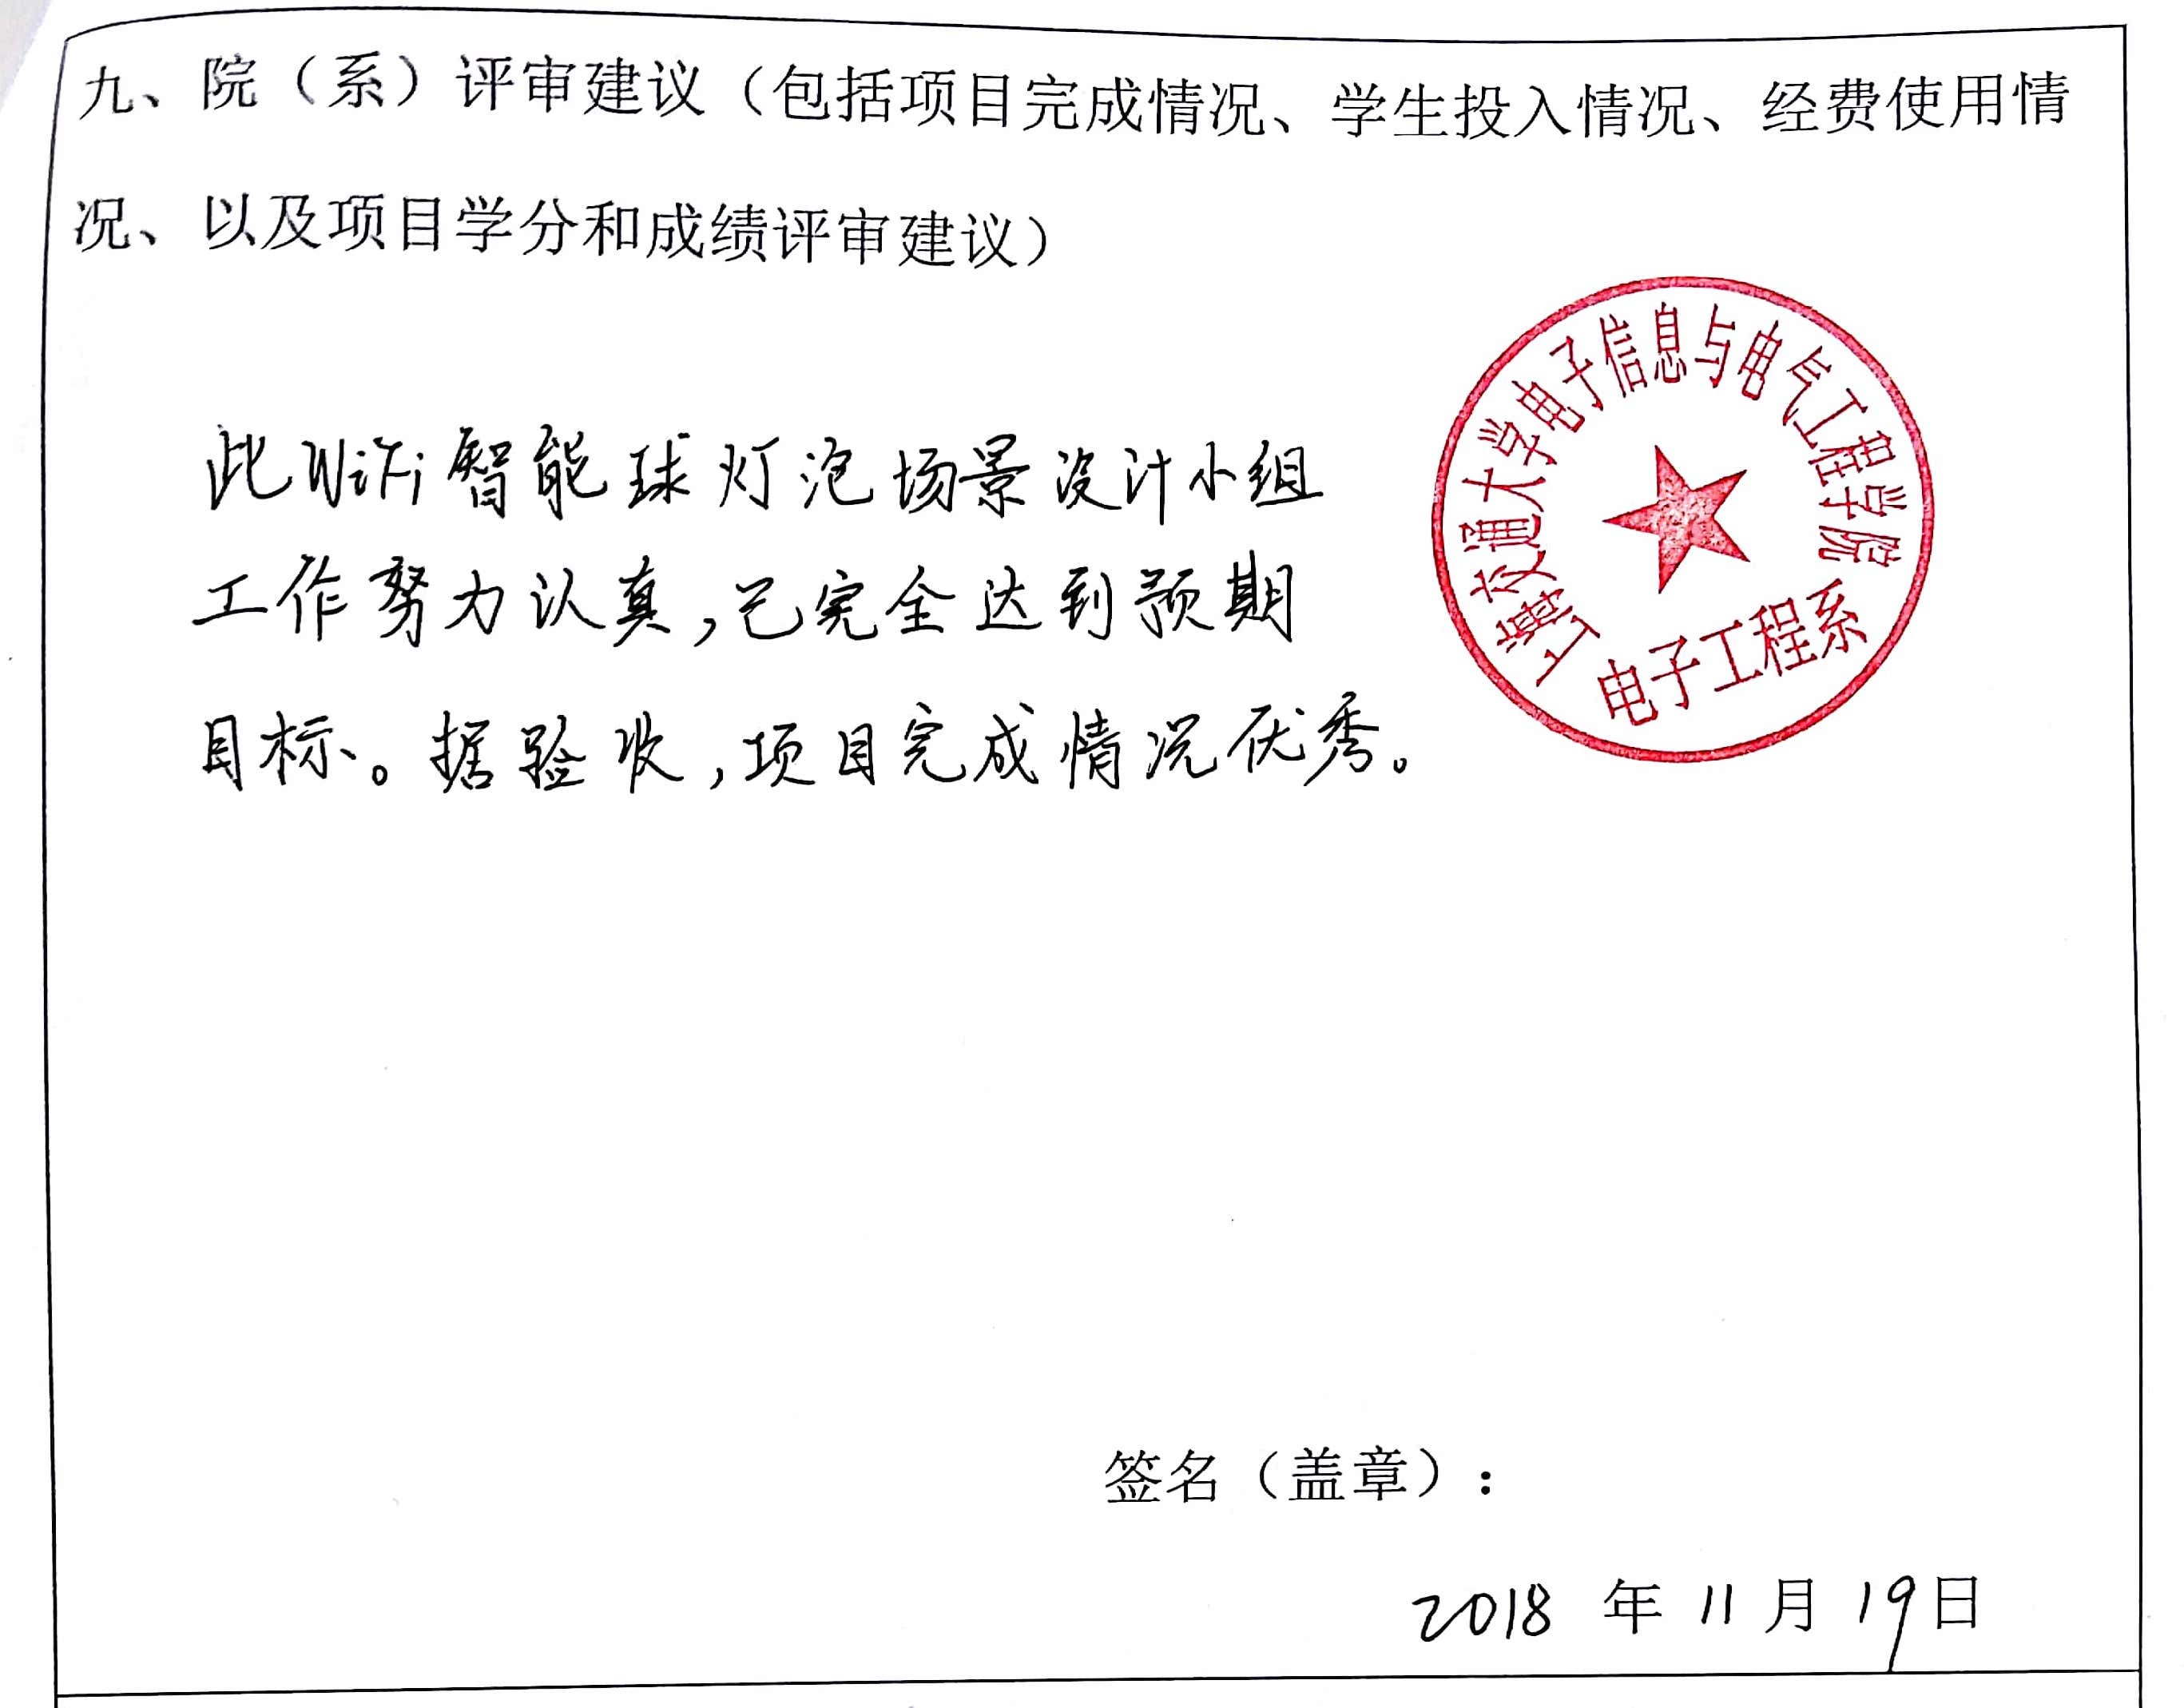 九、院（系）评审建议（包括项目完成情况、学生投入情况、经费使用情
况、以及项目学分和成绩评审建议）
上海交通大学电子信息与电气工程学院
电子工程系
此WiFi智能球灯泡场景设计小组
工作努力认真,已完全达到预期
目标。据验收,项目完成情况优秀。
签名（盖章）：
2018 年 11 月 19日